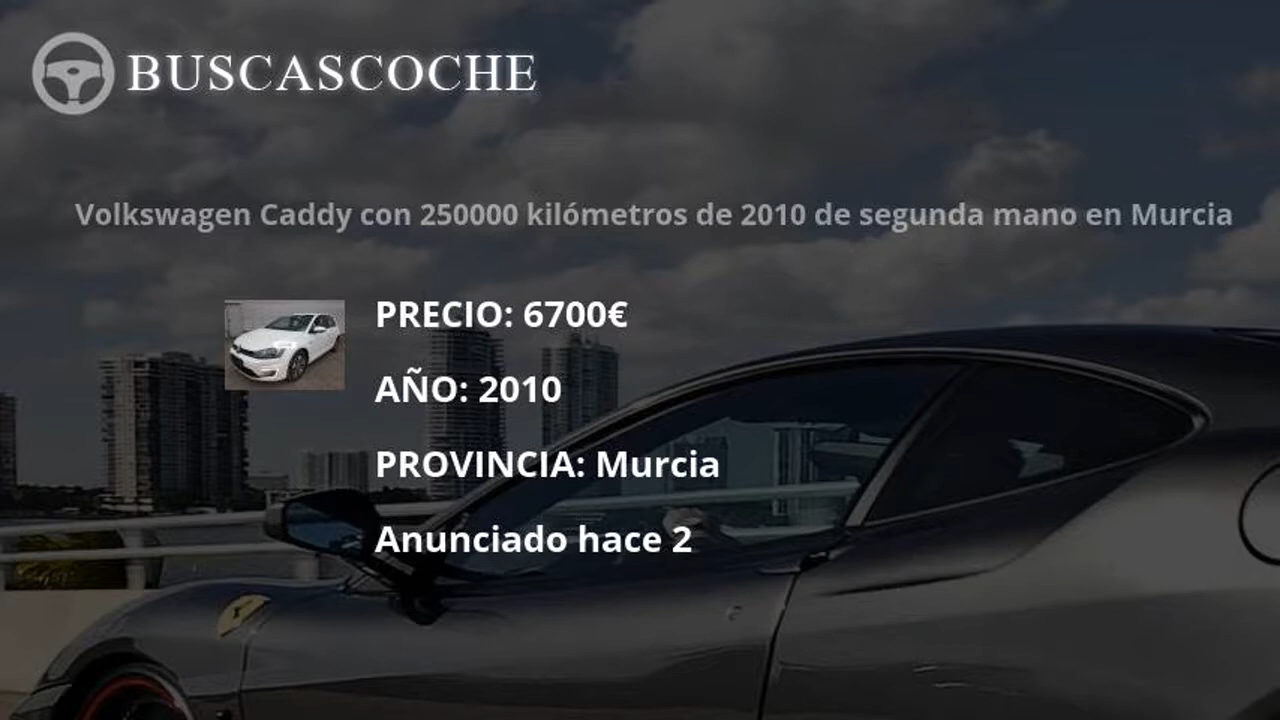 BUSCASCOCHE
Volkswagen Caddy con 250000 kilómetros de 2010 de segunda mano en Murcia
PRECIO: 6700€
AÑO: 2010
PROVINCIA: Murcia
Anunciado hace 2